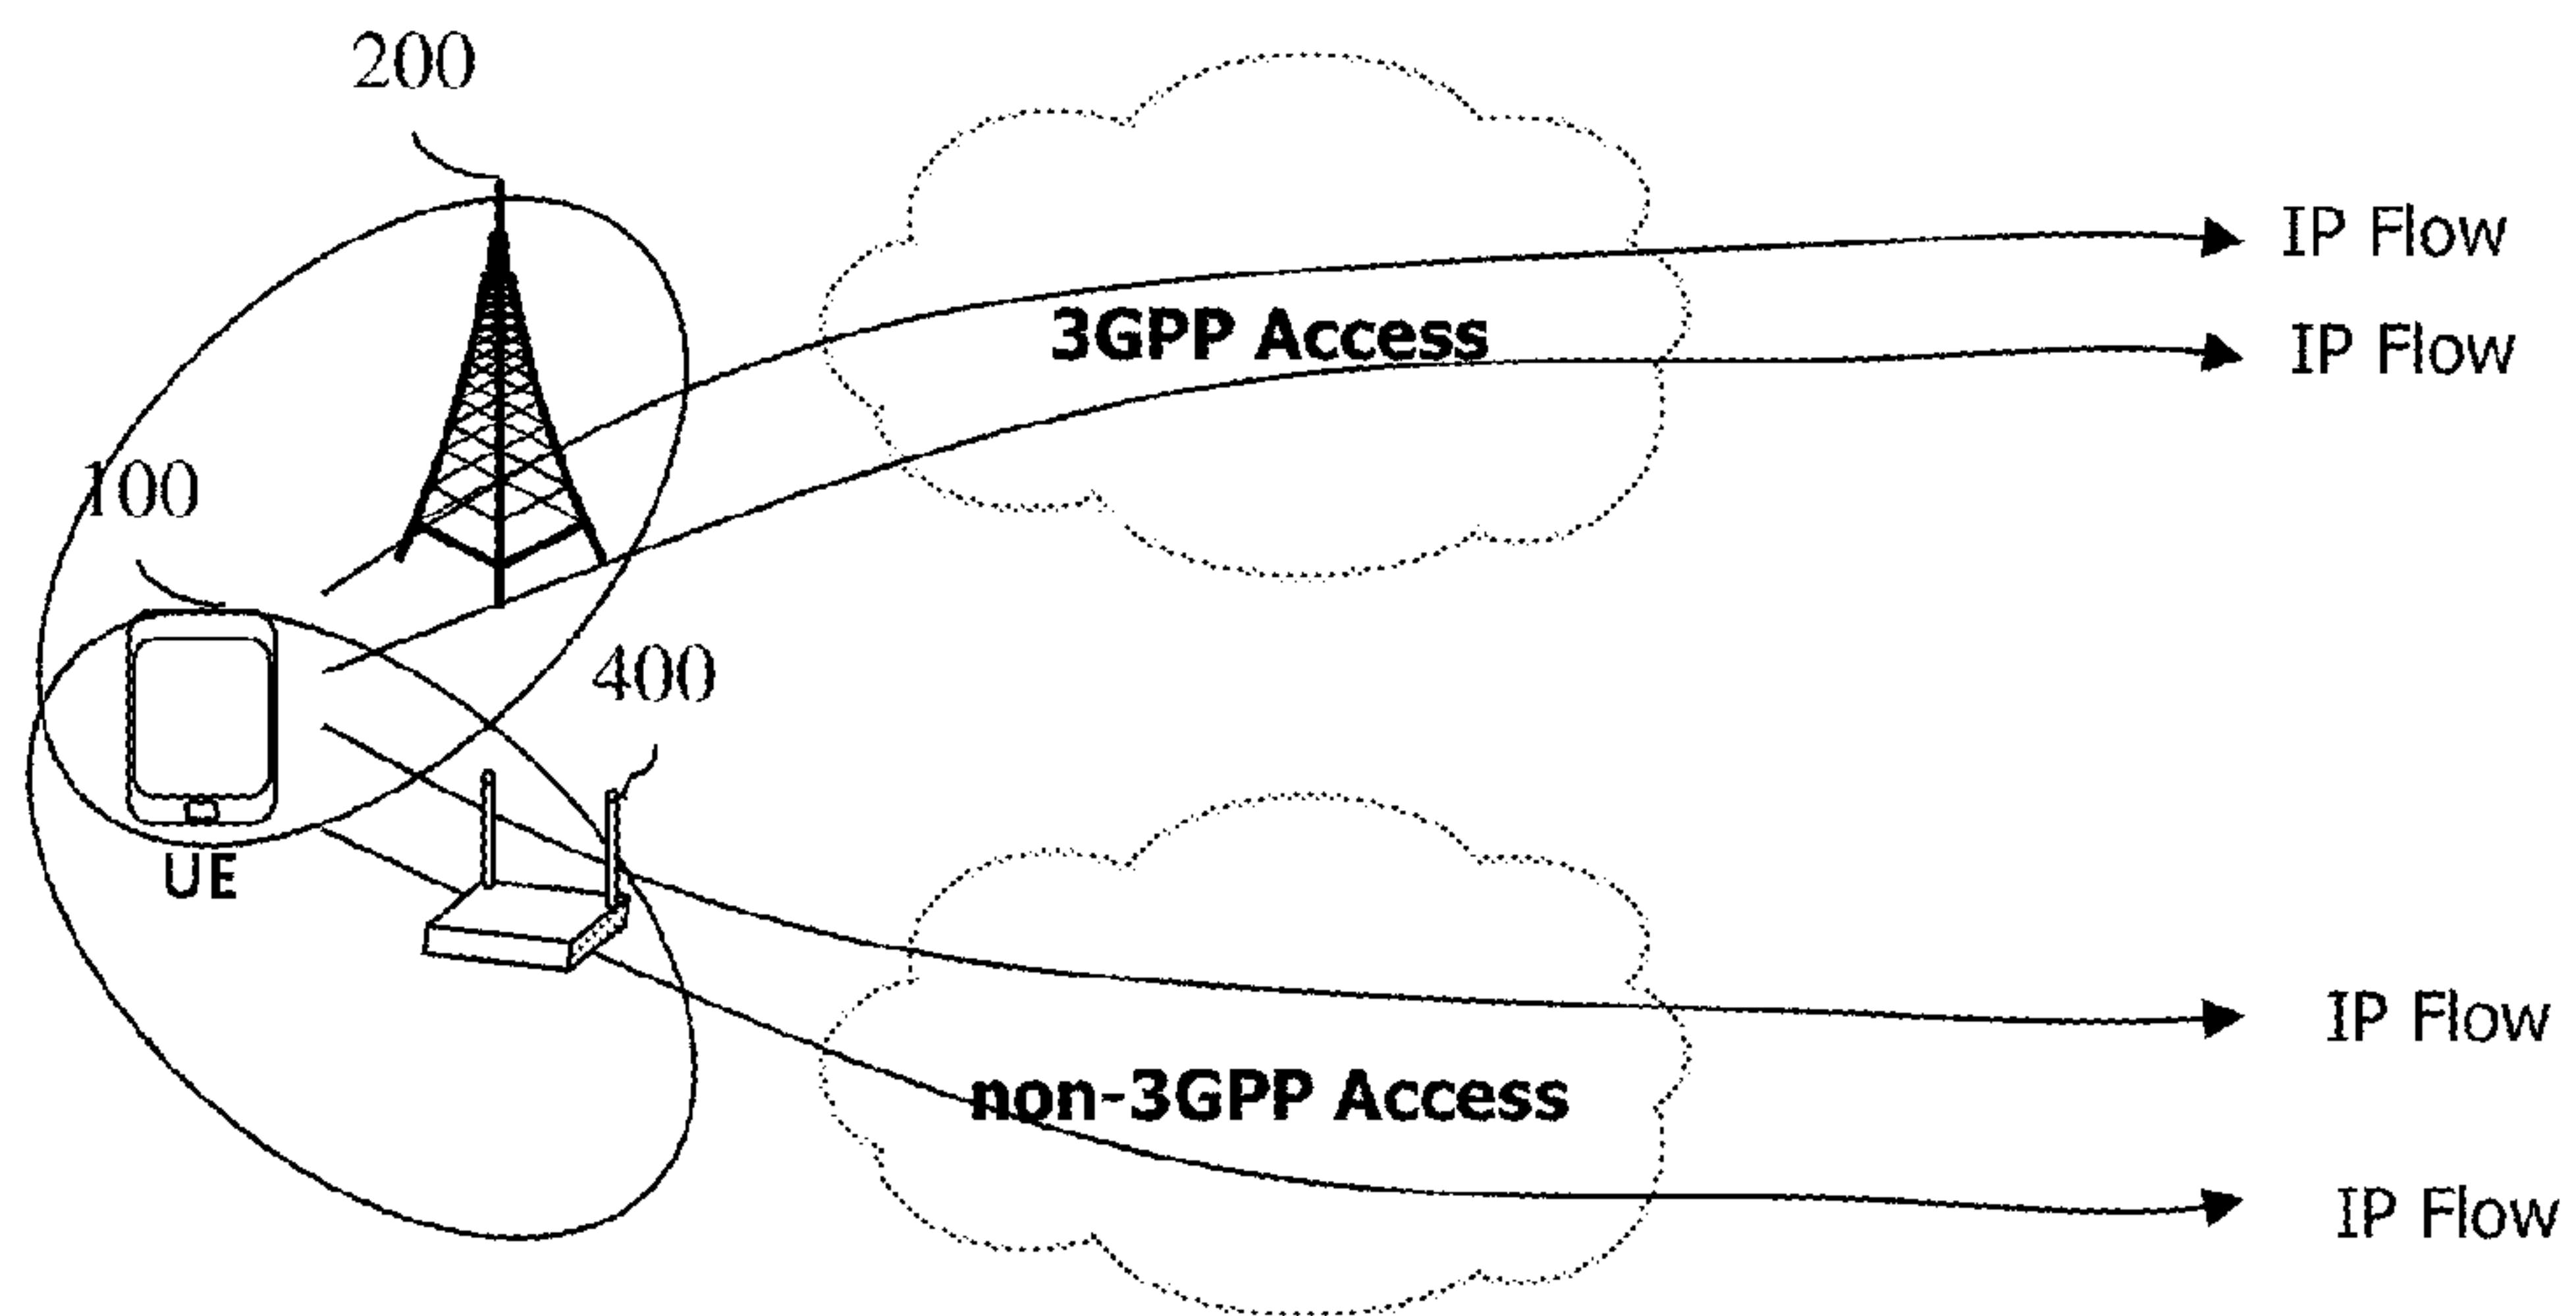 200
IP Flow
3GPP Access
IP Flow
100
400
UE
IP Flow
non-3GPP Access
IP Flow